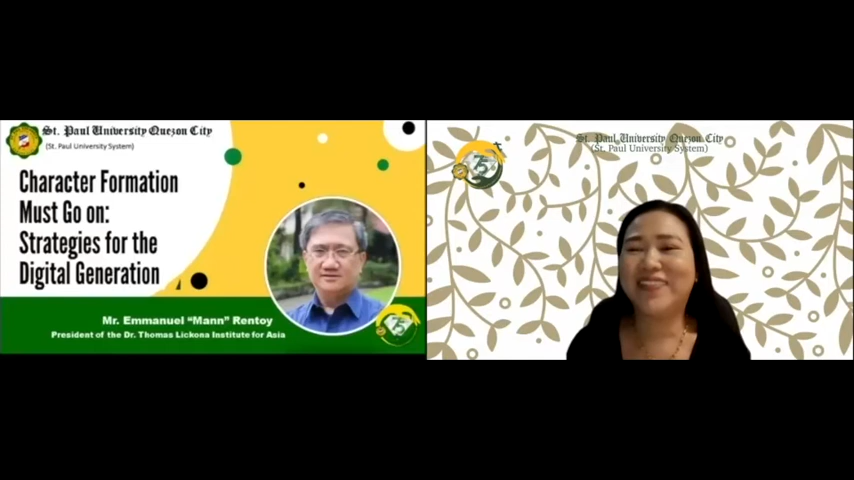 St. Paul University Quezon City
(St. Paul University System)
Character Formation
Must Go on:
Strategies for the
Digital Generation
Mr. Emmanuel “Mann” Rentoy
President of the Dr. Thomas Lickona Institute for Asia
75
St. Paul University Quezon City
(St. Paul University System)
75